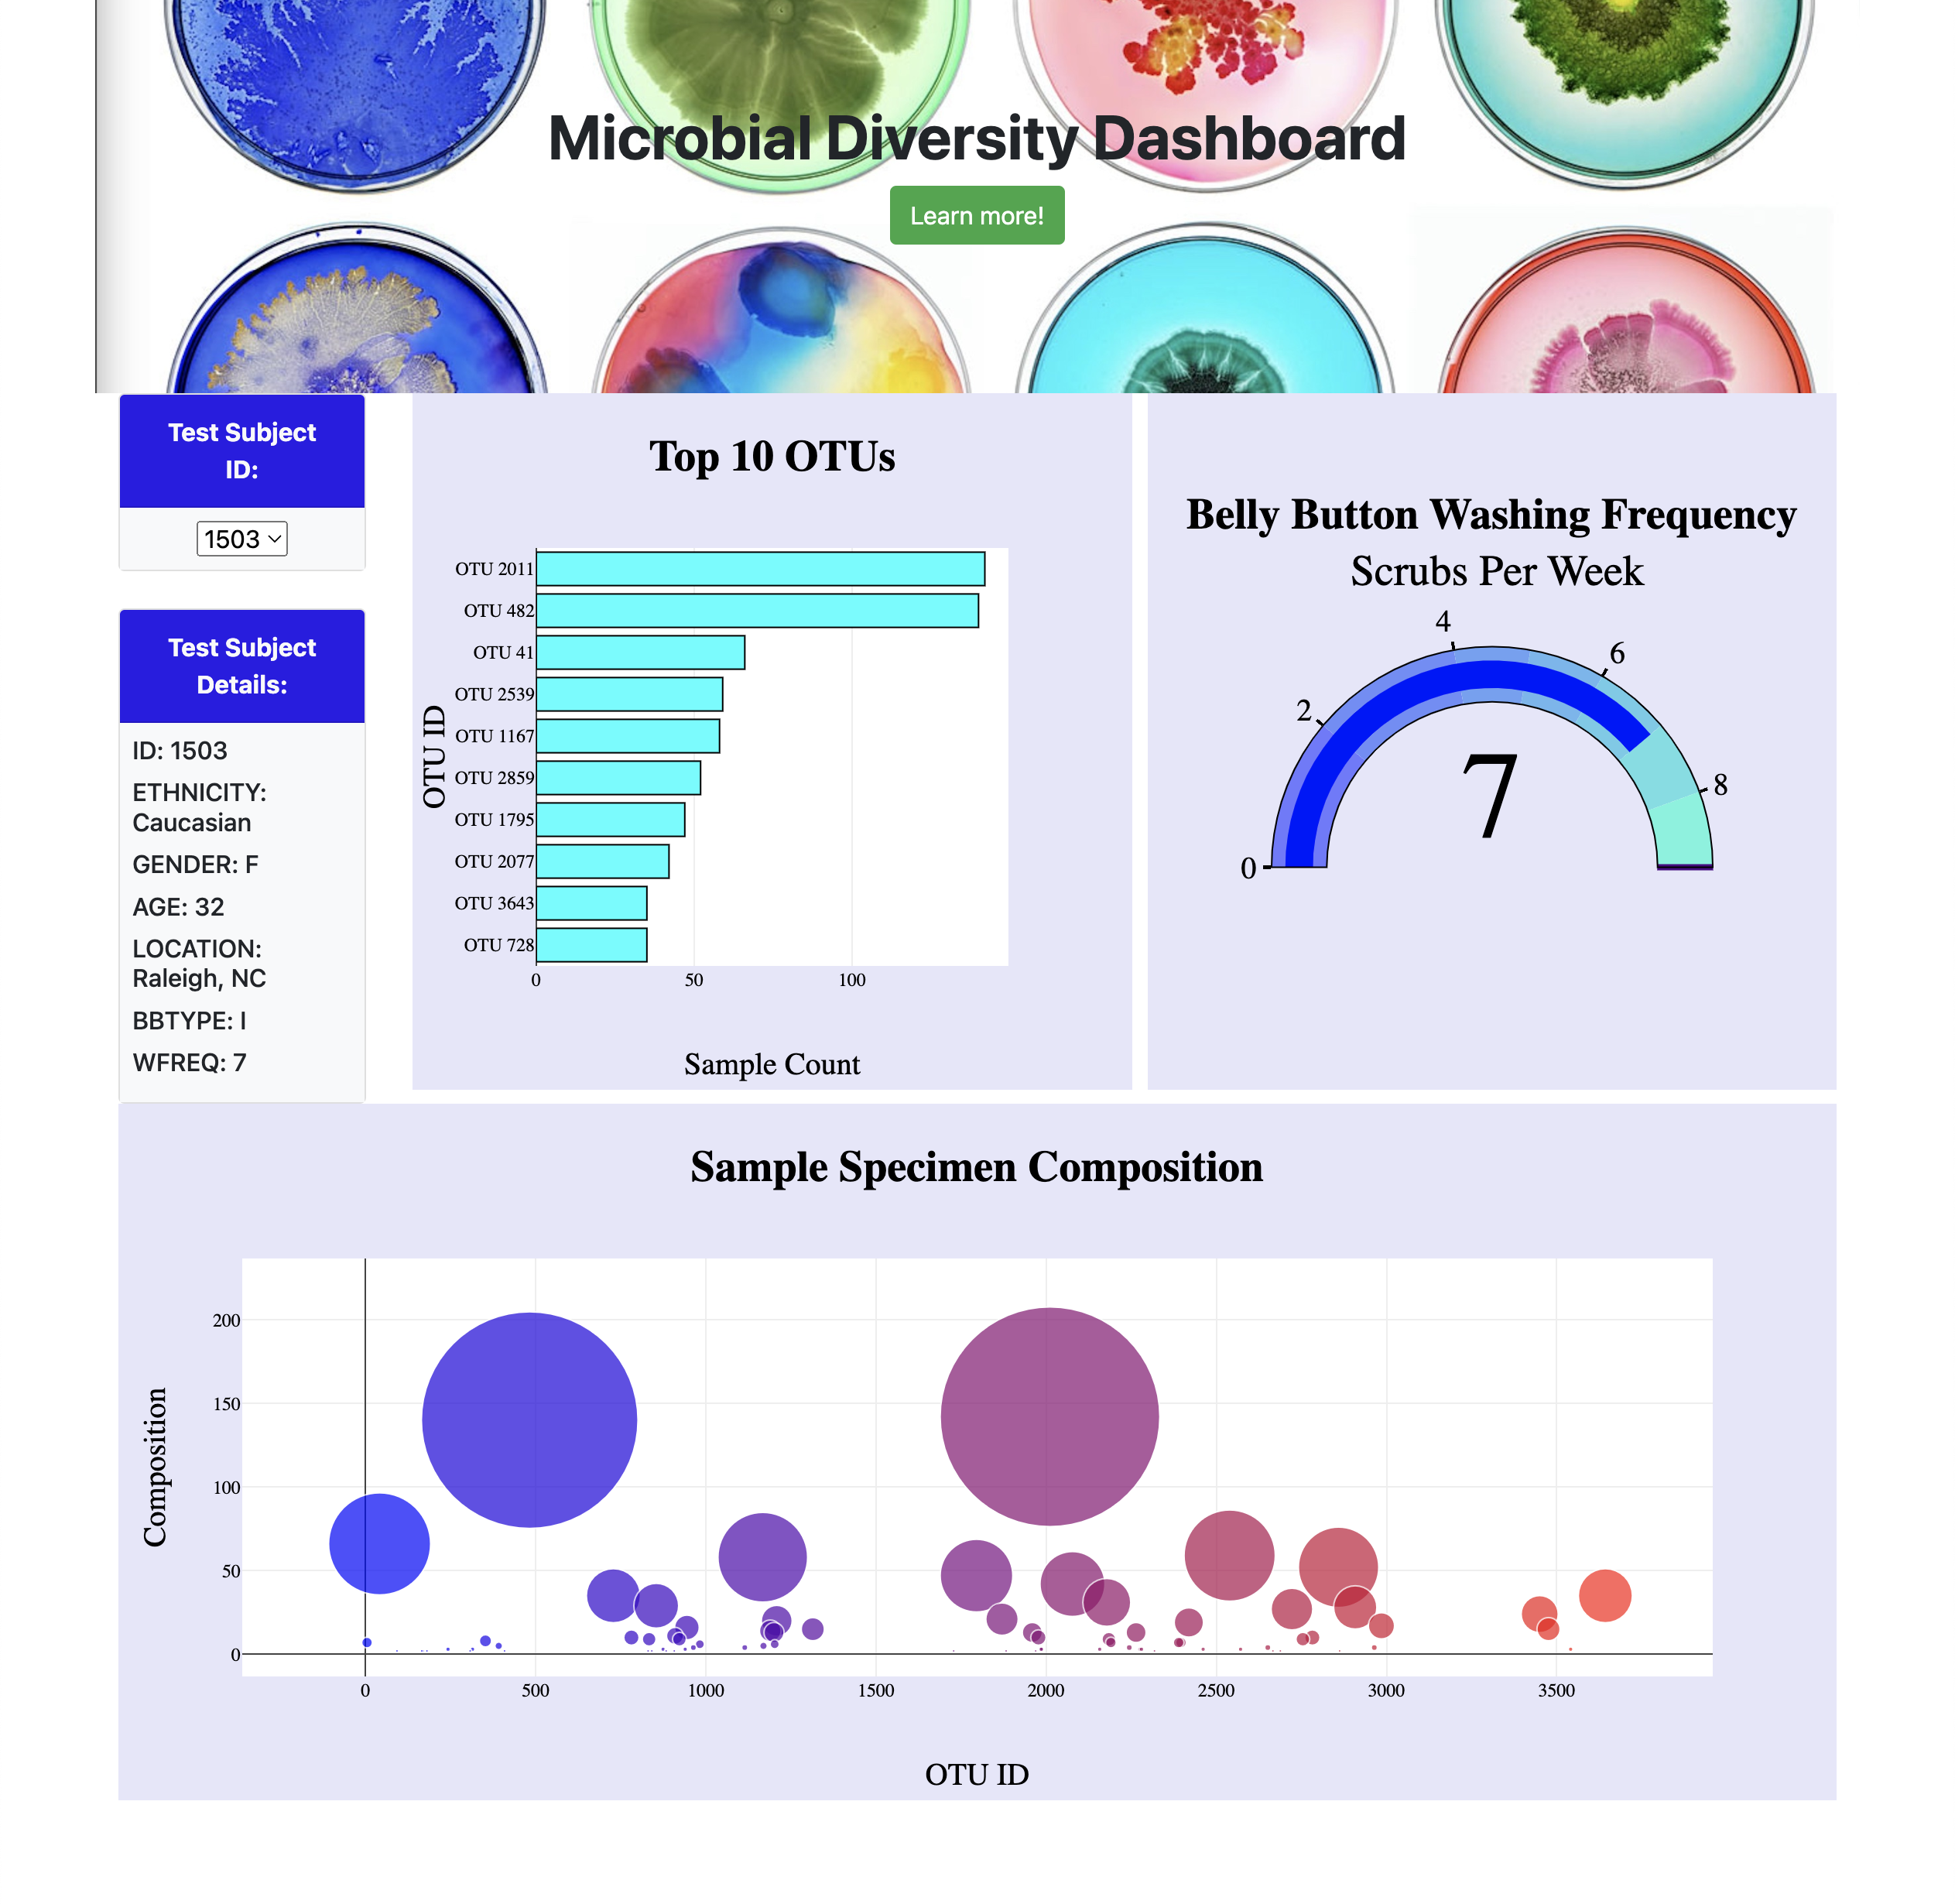 Microbial Diversity Dashboard
Learn more!
Test Subject
ID:
1503
Test Subject
Details:
ID: 1503
ETHNICITY:
Caucasian
GENDER: F
AGE: 32
LOCATION:
Raleigh, NC
BBTYPE: I
WFREQ: 7
Top 10 OTUs
OTU ID
OTU 2011
OTU 482
OTU 41
OTU 2539
OTU 1167
OTU 2859
OTU 1795
OTU 2077
OTU 3643
OTU 728
0 50 100
Sample Count
Belly Button Washing Frequency
Scrubs Per Week
0
2
4
6
8
7
Sample Specimen Composition
Composition
200
150
100
50
0
0 500 1000 1500 2000 2500 3000 3500
OTU ID